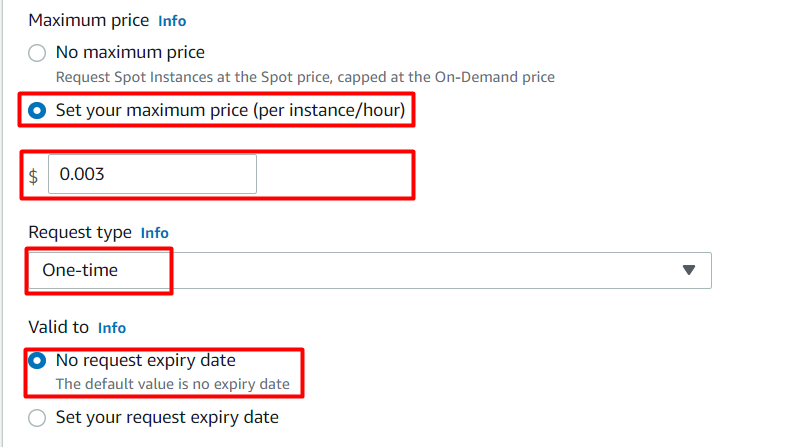 Maximum price Info
No maximum price
Request Spot Instances at the Spot price, capped at the On-Demand price
Set your maximum price (per instance/hour)
$ 0.003
Request type Info
One-time
Valid to Info
No request expiry date
The default value is no expiry date
Set your request expiry date